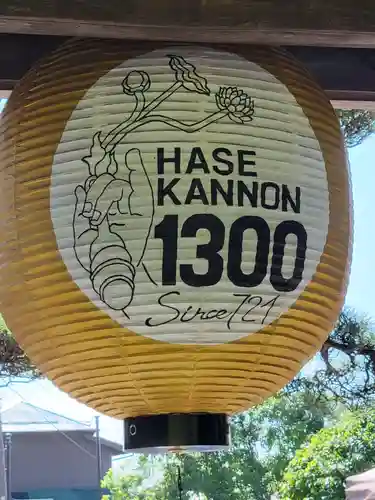 HASE
KANNON
1300
Since 721